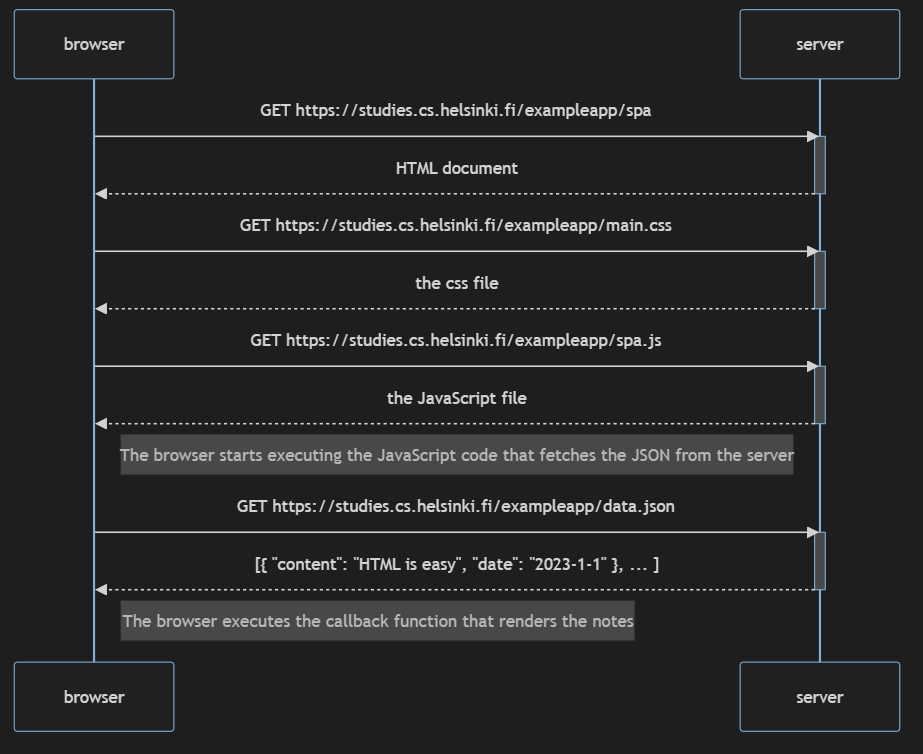 browser
server
GET https://studies.cs.helsinki.fi/exampleapp/spa
HTML document
GET https://studies.cs.helsinki.fi/exampleapp/main.css
the css file
GET https://studies.cs.helsinki.fi/exampleapp/spa.js
the JavaScript file
The browser starts executing the JavaScript code that fetches the JSON from the server
GET https://studies.cs.helsinki.fi/exampleapp/data.json
[{ "content": "HTML is easy", "date": "2023-1-1" }, ... ]
The browser executes the callback function that renders the notes
browser
server